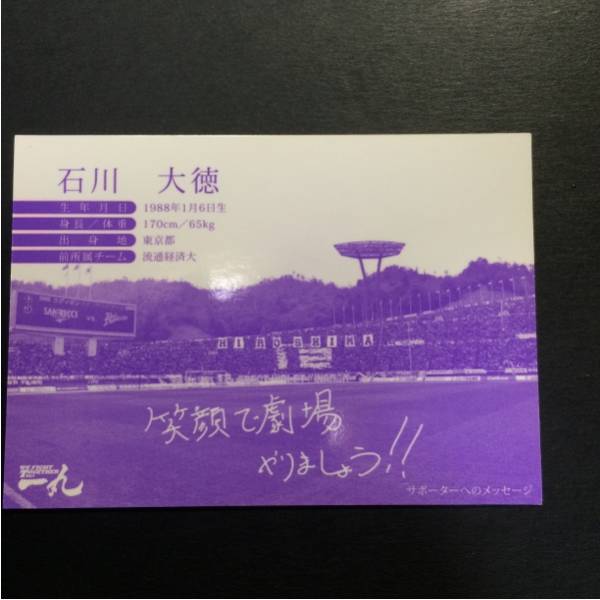 石川 大徳
生年月日 1988年1月6日生
身長／体重 170cm／65kg
出身地 東京都
前所属チーム 流通経済大
SANFRECCE
HIROSHIMA
笑顔で劇場
やりましょう!!
WE FIGHT
TOGETHER
一丸
サポーターへのメッセージ